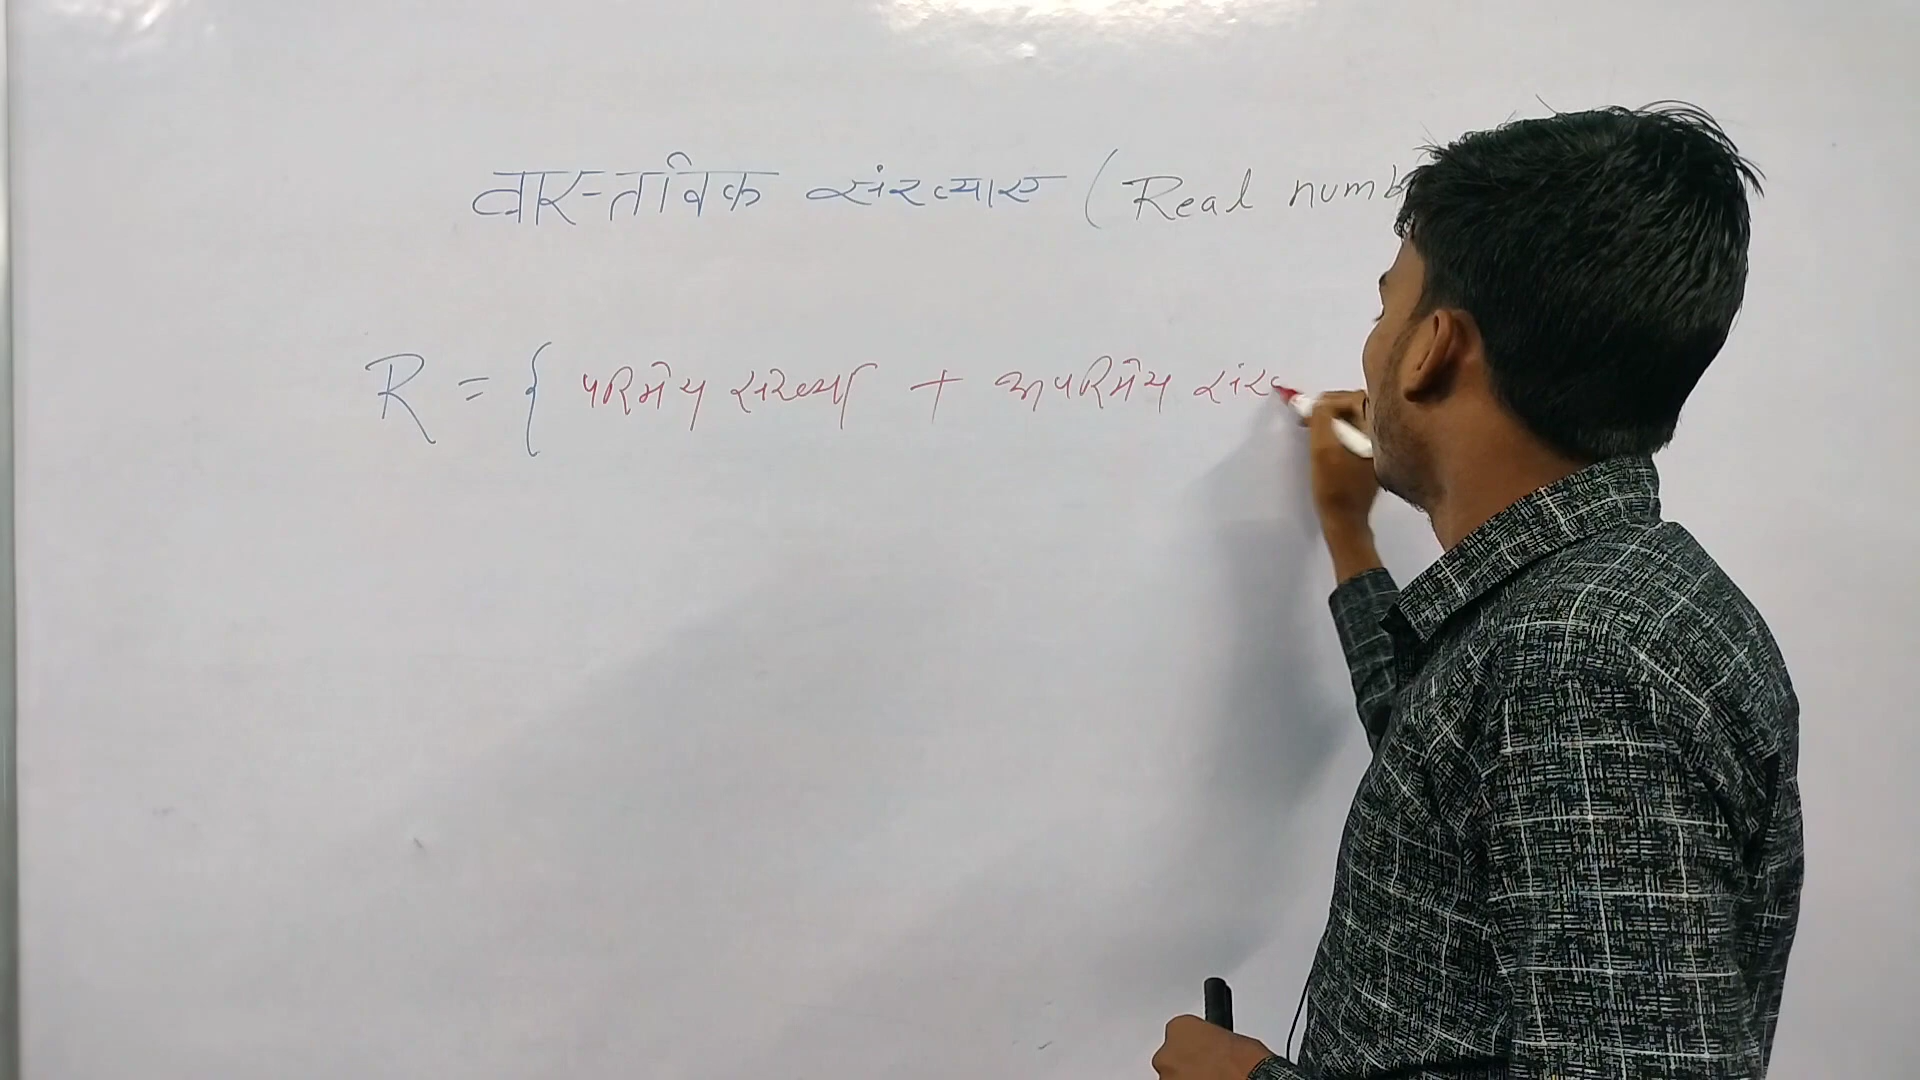 वास्तविक संख्याए (Real numb
R = { परिमेय संख्या + अपरिमेय संख